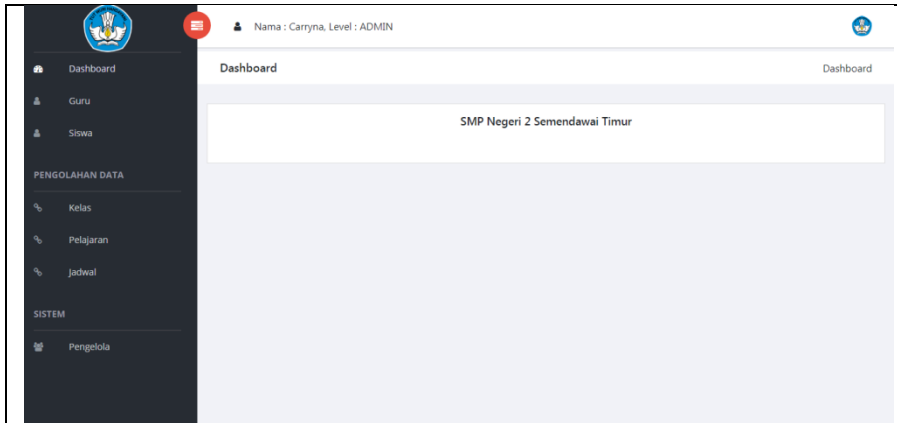 Nama : Carryna, Level : ADMIN
Dashboard
Guru
Siswa
PENGOLAHAN DATA
Kelas
Pelajaran
Jadwal
SISTEM
Pengelola
Dashboard
Dashboard
SMP Negeri 2 Semendawai Timur